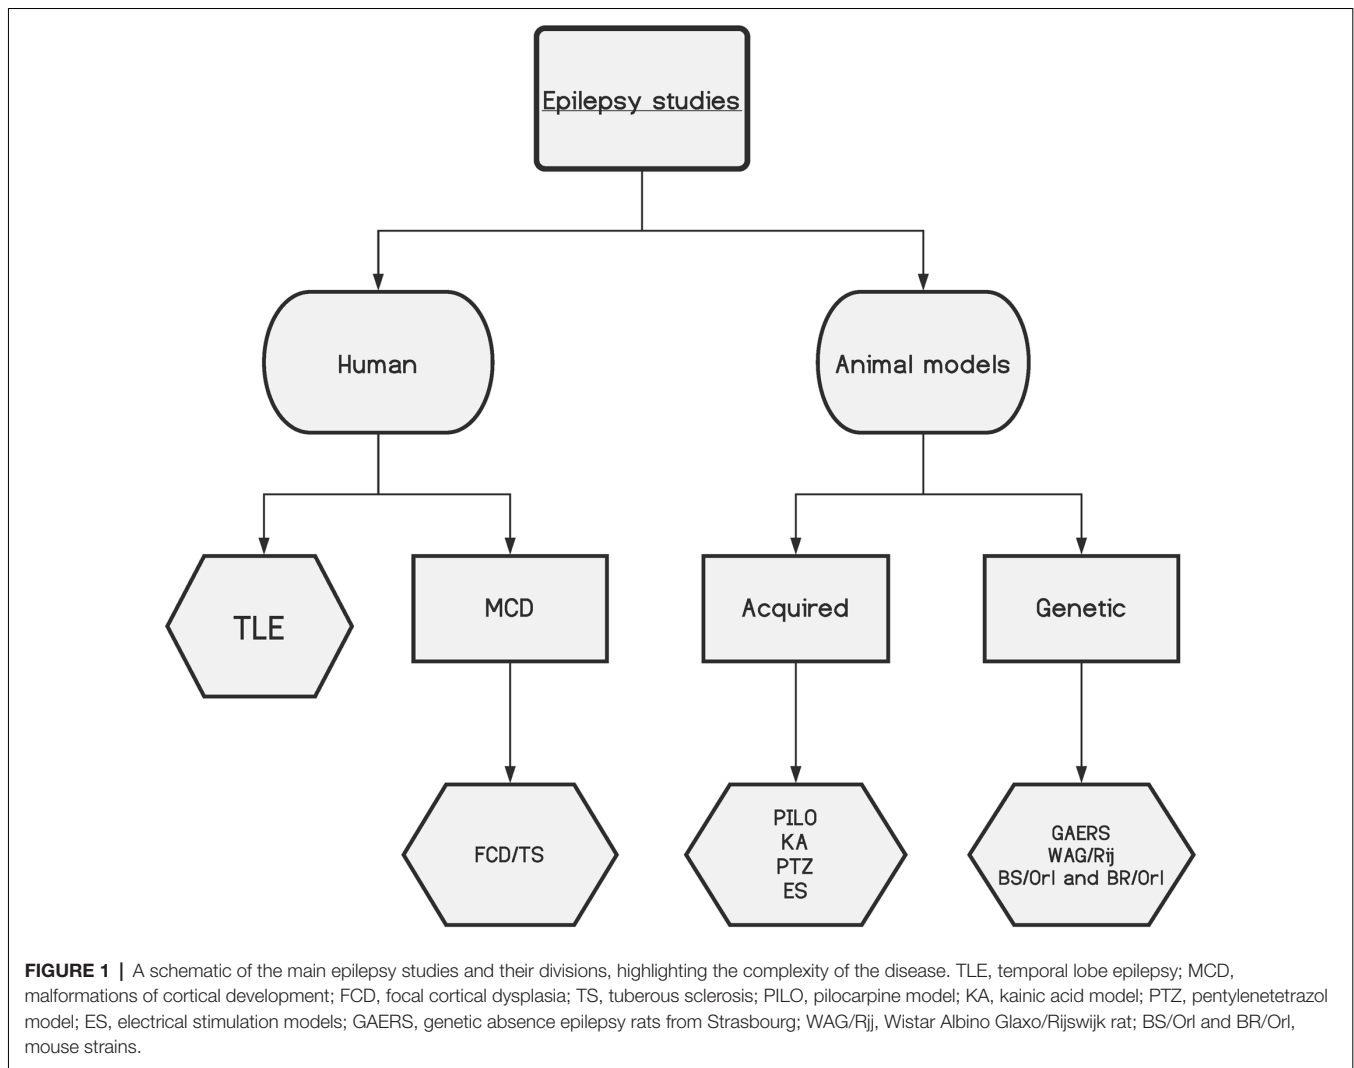 Epilepsy studies
Human
Animal models
TLE
MCD
Acquired
Genetic
FCD/TS
PILO
KA
PTZ
ES
GAERS
WAG/Rij
BS/Orl and BR/Orl
FIGURE 1 | A schematic of the main epilepsy studies and their divisions, highlighting the complexity of the disease. TLE, temporal lobe epilepsy; MCD,
malformations of cortical development; FCD, focal cortical dysplasia; TS, tuberous sclerosis; PILO, pilocarpine model; KA, kainic acid model; PTZ, pentylenetetrazol
model; ES, electrical stimulation models; GAERS, genetic absence epilepsy rats from Strasbourg; WAG/Rjj, Wistar Albino Glaxo/Rijswijk rat; BS/Orl and BR/Orl,
mouse strains.